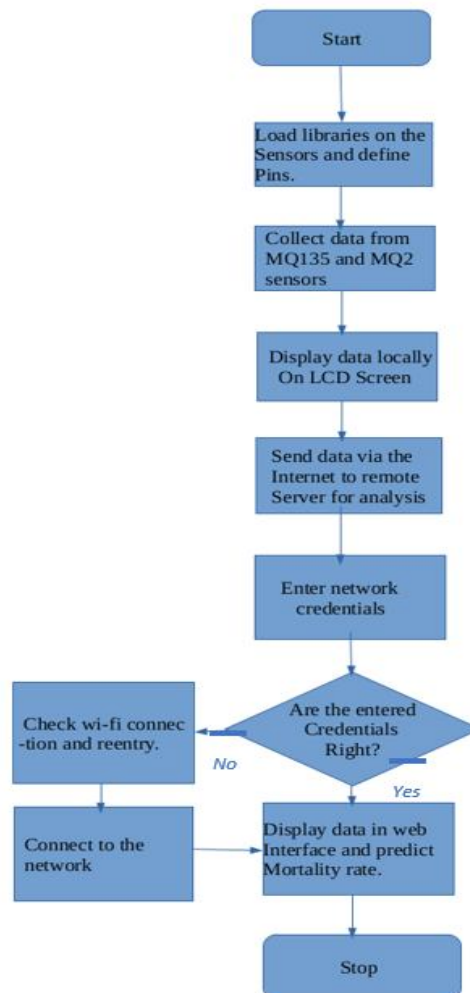 Start
Load libraries on the
Sensors and define
Pins.
Collect data from
MQ135 and MQ2
sensors
Display data locally
On LCD Screen
Send data via the
Internet to remote
Server for analysis
Enter network
credentials
Are the entered
Credentials
Right?
No
Yes
Check wi-fi connec
-tion and reentry.
Connect to the
network
Display data in web
Interface and predict
Mortality rate.
Stop